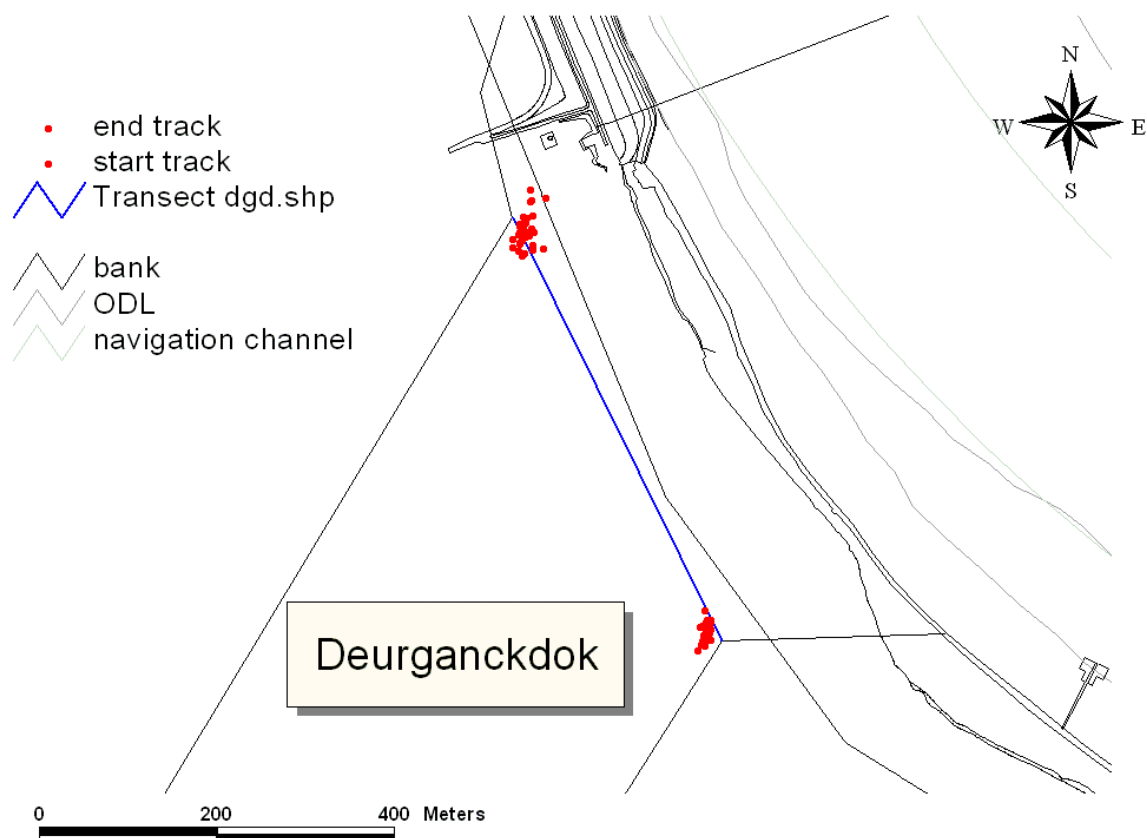 N
W E
S
end track
start track
Transect dgd.shp
bank
ODL
navigation channel
Deurganckdok
0 200 400 Meters